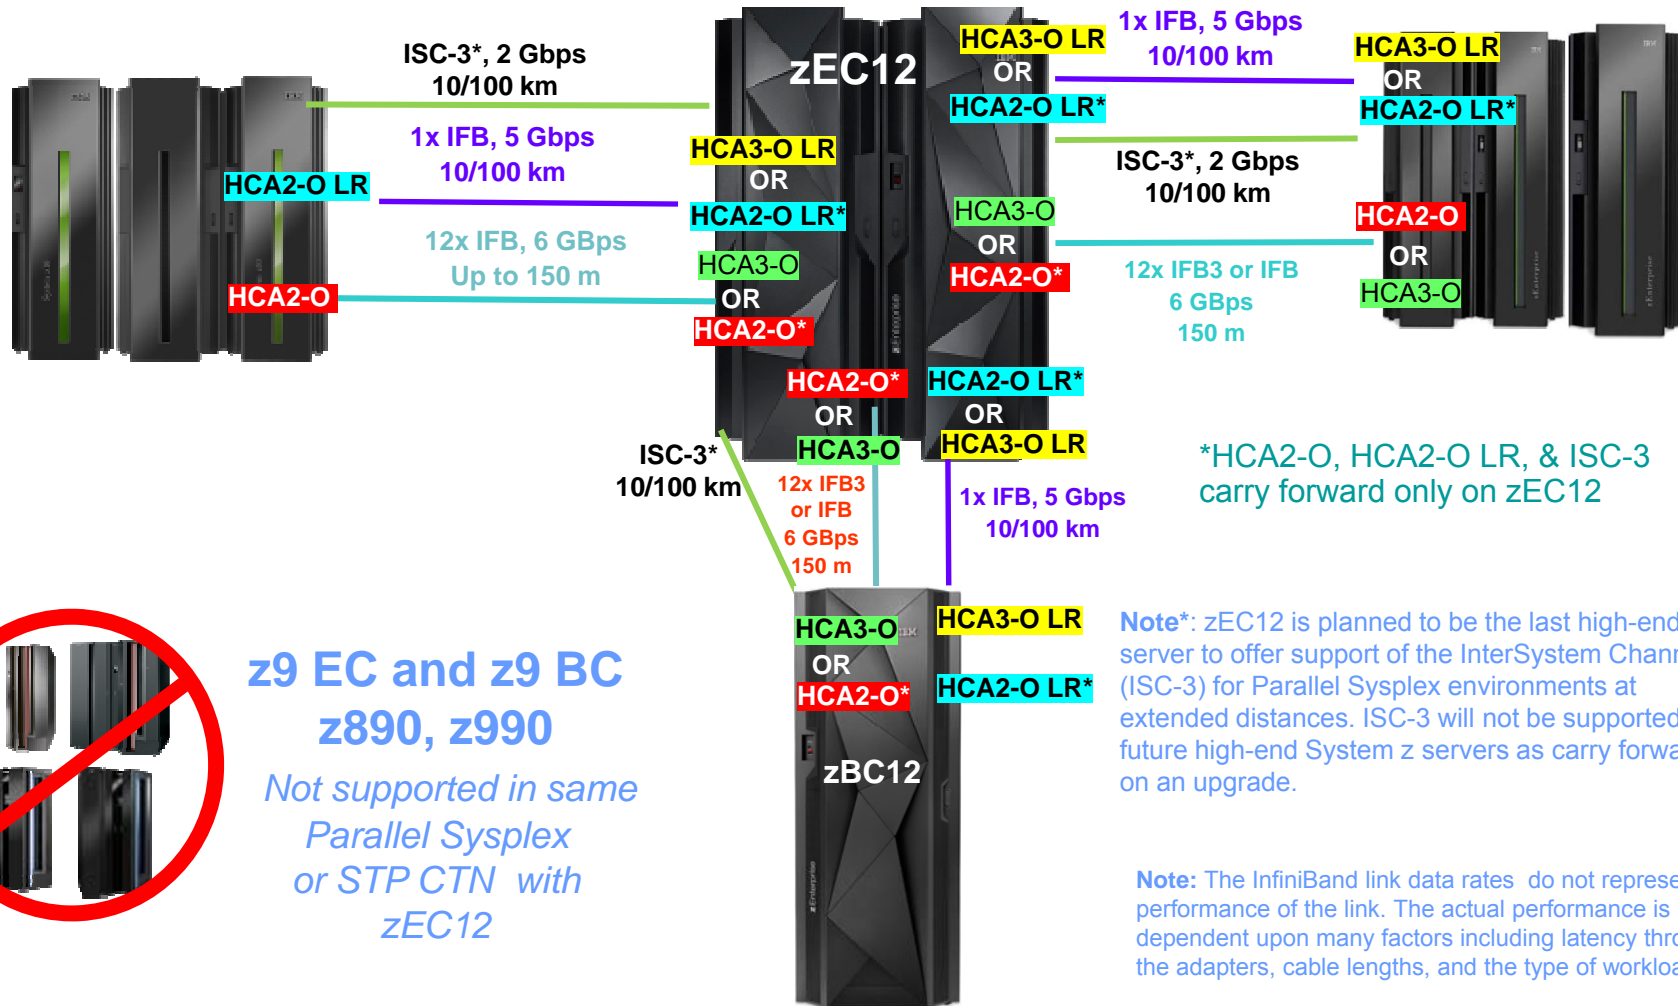 ISC-3*, 2 Gbps
10/100 km
1x IFB, 5 Gbps
10/100 km
HCA2-O LR
12x IFB, 6 GBps
Up to 150 m
HCA2-O
zEC12
HCA3-O LR
OR
HCA2-O LR*
HCA3-O
OR
HCA2-O*
HCA3-O LR
OR
HCA2-O LR*
HCA3-O
OR
HCA2-O*
1x IFB, 5 Gbps
10/100 km
ISC-3*, 2 Gbps
10/100 km
12x IFB3 or IFB
6 GBps
150 m
HCA3-O LR
OR
HCA2-O LR*
HCA2-O
OR
HCA3-O
IBM
zEnterprise
zEnterprise
HCA2-O*
OR
HCA3-O
HCA2-O LR*
OR
HCA3-O LR
ISC-3*
10/100 km
12x IFB3
or IFB
6 GBps
150 m
1x IFB, 5 Gbps
10/100 km
*HCA2-O, HCA2-O LR, & ISC-3
carry forward only on zEC12
HCA3-O
OR
HCA2-O*
HCA3-O LR
HCA2-O LR*
zBC12
zEnterprise
z9 EC and z9 BC
z890, z990
Not supported in same
Parallel Sysplex
or STP CTN with
zEC12
Note*: zEC12 is planned to be the last high-end
server to offer support of the InterSystem Chann
(ISC-3) for Parallel Sysplex environments at
extended distances. ISC-3 will not be supported
future high-end System z servers as carry forwa
on an upgrade.
Note: The InfiniBand link data rates do not represe
performance of the link. The actual performance is
dependent upon many factors including latency thro
the adapters, cable lengths, and the type of workloa